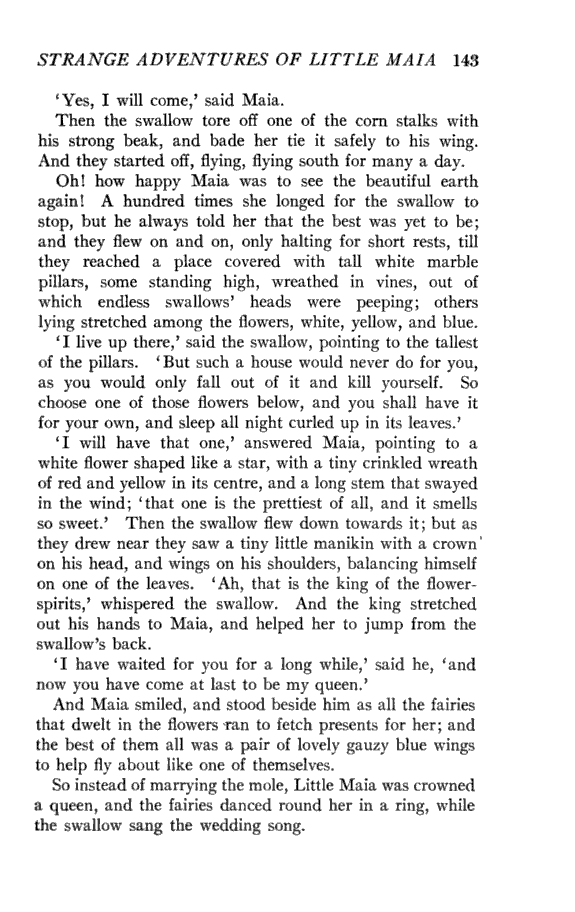 STRANGE ADVENTURES OF LITTLE MAIA 143
'Yes, I will come,' said Maia.
Then the swallow tore off one of the corn stalks with
his strong beak, and bade her tie it safely to his wing.
And they started off, flying, flying south for many a day.
Oh! how happy Maia was to see the beautiful earth
again! A hundred times she longed for the swallow to
stop, but he always told her that the best was yet to be;
and they flew on and on, only halting for short rests, till
they reached a place covered with tall white marble
pillars, some standing high, wreathed in vines, out of
which endless swallows' heads were peeping; others
lying stretched among the flowers, white, yellow, and blue.
'I live up there,' said the swallow, pointing to the tallest
of the pillars. 'But such a house would never do for you,
as you would only fall out of it and kill yourself. So
choose one of those flowers below, and you shall have it
for your own, and sleep all night curled up in its leaves.'
'I will have that one,' answered Maia, pointing to a
white flower shaped like a star, with a tiny crinkled wreath
of red and yellow in its centre, and a long stem that swayed
in the wind; 'that one is the prettiest of all, and it smells
so sweet.' Then the swallow flew down towards it; but as
they drew near they saw a tiny little manikin with a crown
on his head, and wings on his shoulders, balancing himself
on one of the leaves. 'Ah, that is the king of the flower-
spirits,' whispered the swallow. And the king stretched
out his hands to Maia, and helped her to jump from the
swallow's back.
'I have waited for you for a long while,' said he, 'and
now you have come at last to be my queen.'
And Maia smiled, and stood beside him as all the fairies
that dwelt in the flowers ran to fetch presents for her; and
the best of them all was a pair of lovely gauzy blue wings
to help fly about like one of themselves.
So instead of marrying the mole, Little Maia was crowned
a queen, and the fairies danced round her in a ring, while
the swallow sang the wedding song.